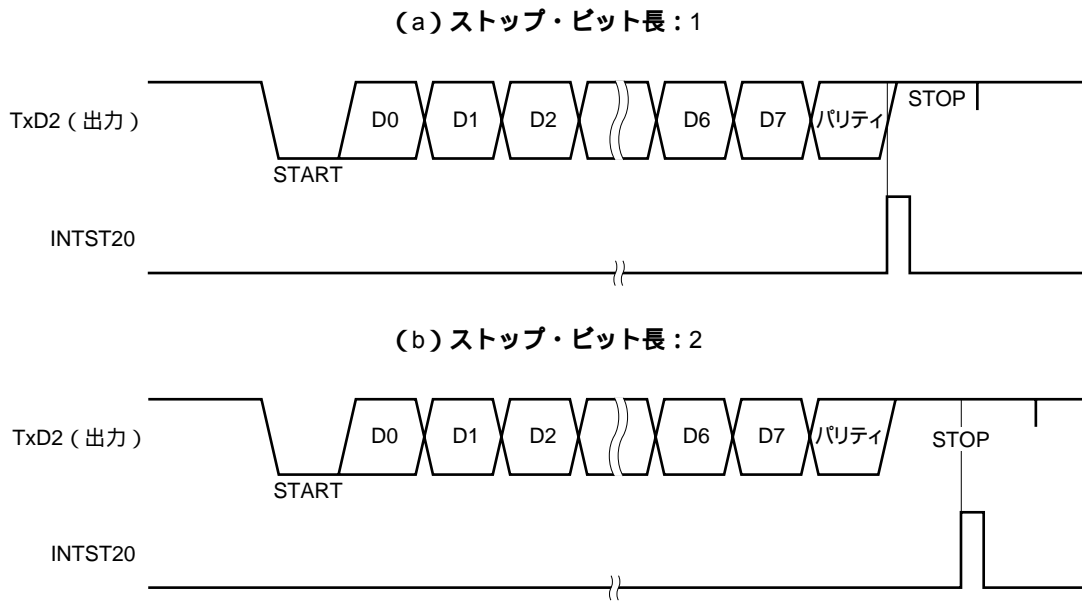 （a）ストップ・ビット長：1
TxD2（出力）
D0 D1 D2 D6 D7 パリティ STOP
START
INTST20
（b）ストップ・ビット長：2
TxD2（出力）
D0 D1 D2 D6 D7 パリティ STOP
START
INTST20